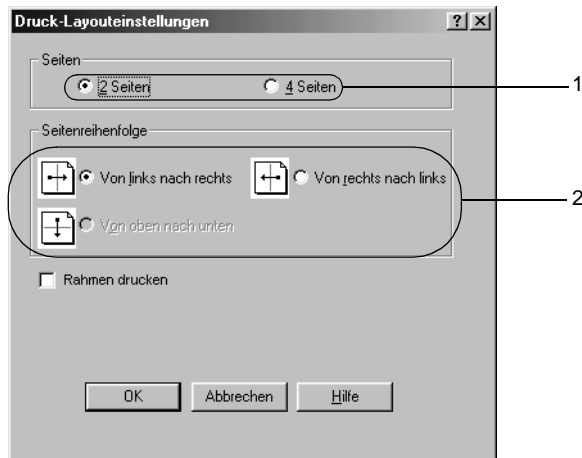 Druck-Layouteinstellungen
Seiten
2 Seiten
4 Seiten
1
Seitenreihenfolge
Von links nach rechts
Von rechts nach links
2
Von oben nach unten
Rahmen drucken
OK
Abbrechen
Hilfe